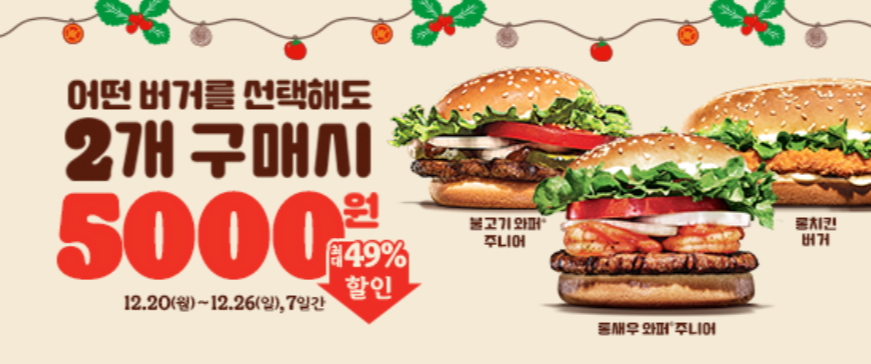 어떤 버거를 선택해도
2개 구매시
5000원
최대 49%
할인
12.20(월)~12.26(일), 7일간
불고기 와퍼®
주니어
통새우 와퍼®주니어
롱치킨
버거